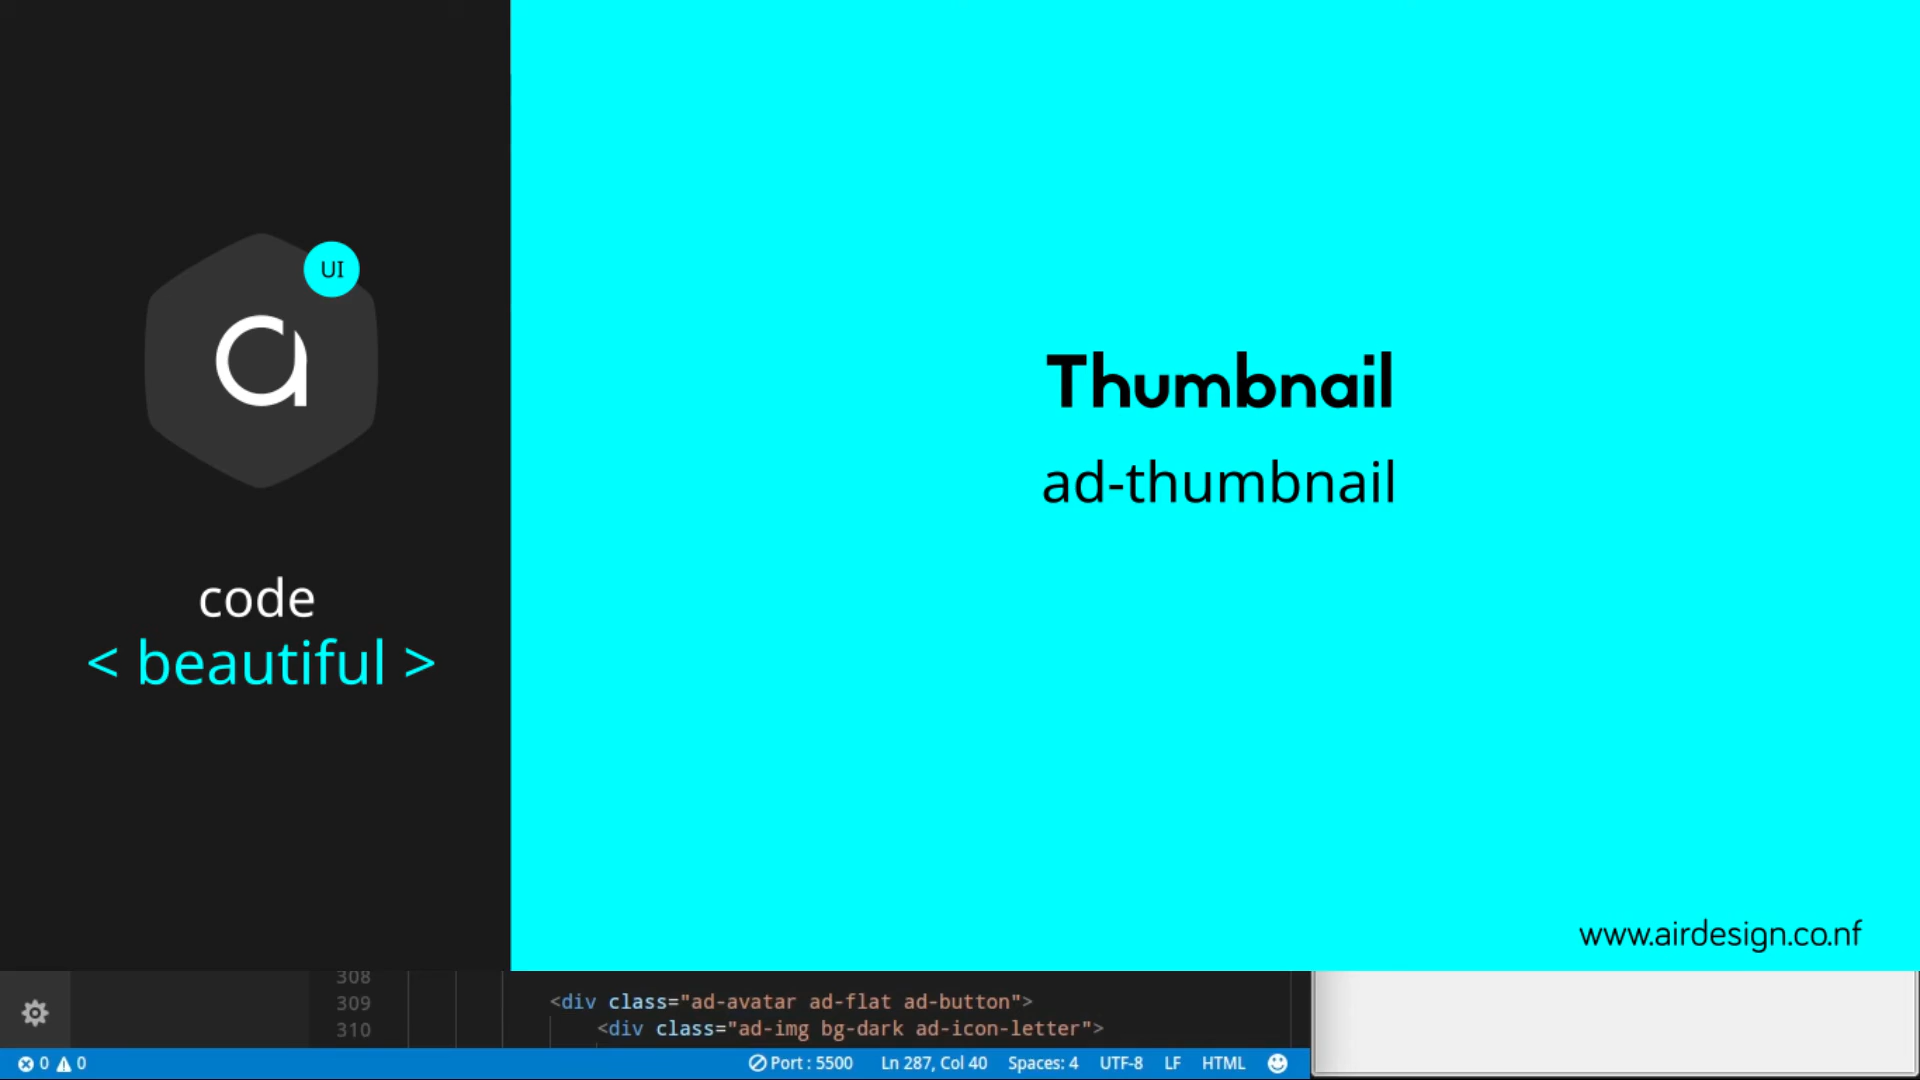 UI
a
code
< beautiful >
Thumbnail
ad-thumbnail
www.airdesign.co.nf
308
309 <div class="ad-avatar ad-flat ad-button">
310 <div class="ad-img bg-dark ad-icon-letter">
0 0 Port : 5500 Ln 287, Col 40 Spaces: 4 UTF-8 LF HTML